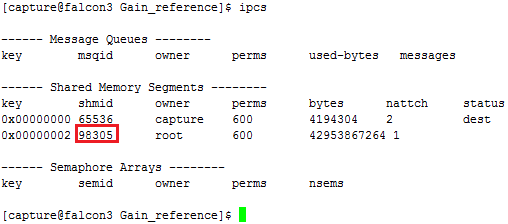 [capture@falcon3 Gain_reference]$ ipcs
------ Message Queues --------
key msqid owner perms used-bytes messages
------ Shared Memory Segments --------
key shmid owner perms bytes nattch status
0x00000000 65536 capture 600 4194304 2 dest
0x00000002 98305 root 600 42953867264 1
------ Semaphore Arrays --------
key semid owner perms nsems
[capture@falcon3 Gain_reference]$